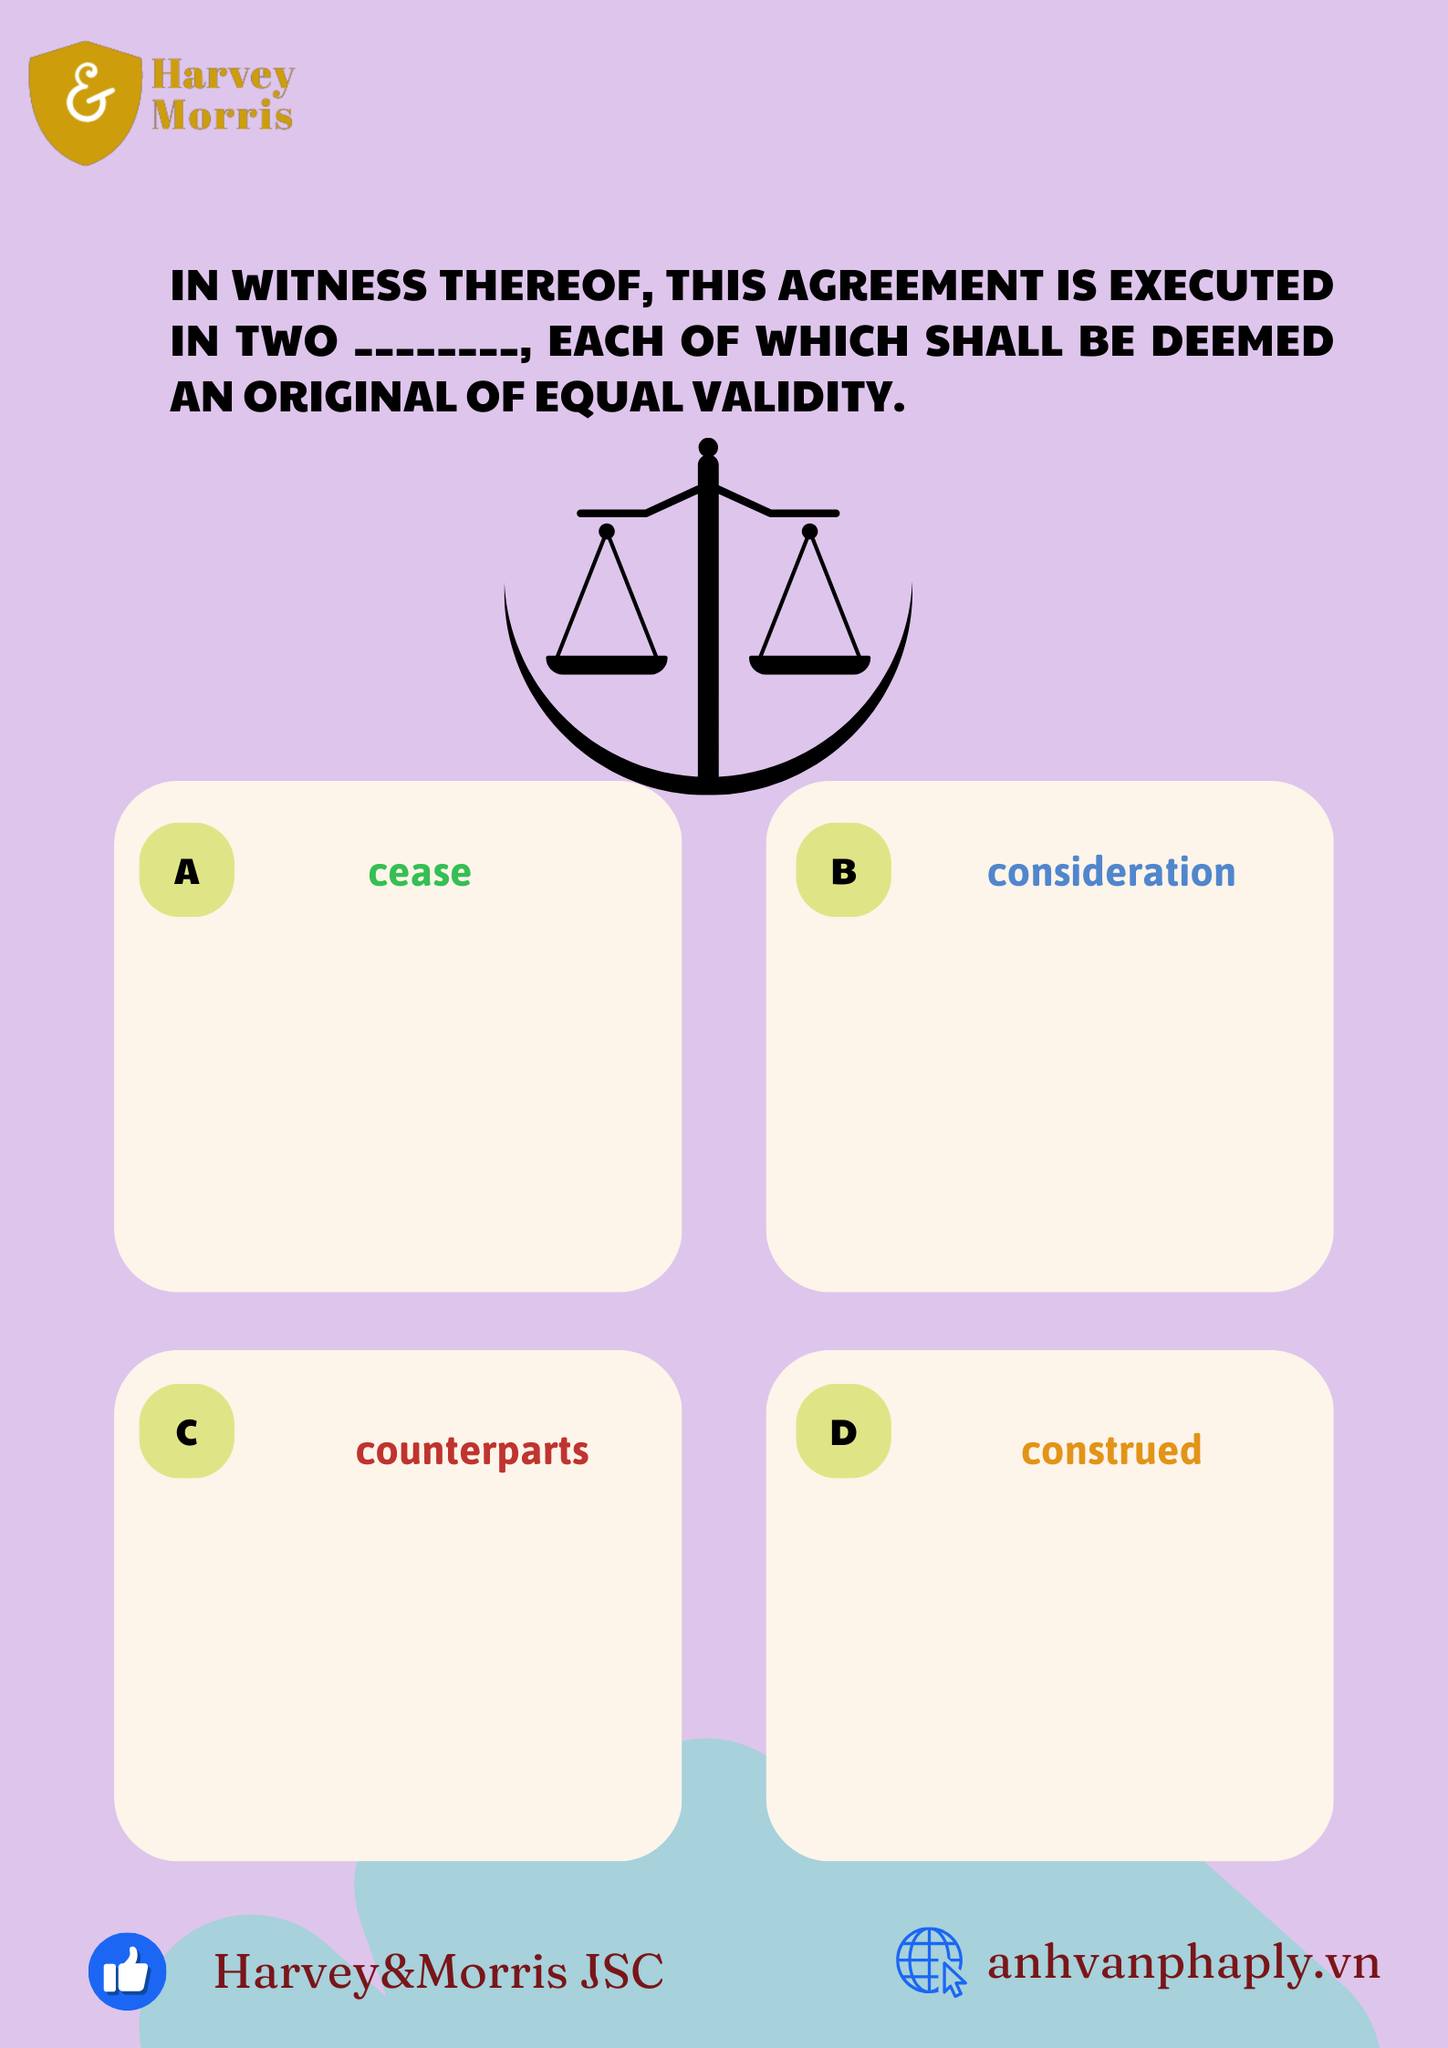 &
Harvey
Morris
IN WITNESS THEREOF, THIS AGREEMENT IS EXECUTED
IN TWO ________, EACH OF WHICH SHALL BE DEEMED
AN ORIGINAL OF EQUAL VALIDITY.
A
cease
B
consideration
C
counterparts
D
construed
Harvey&Morris JSC
anhvanphaply.vn